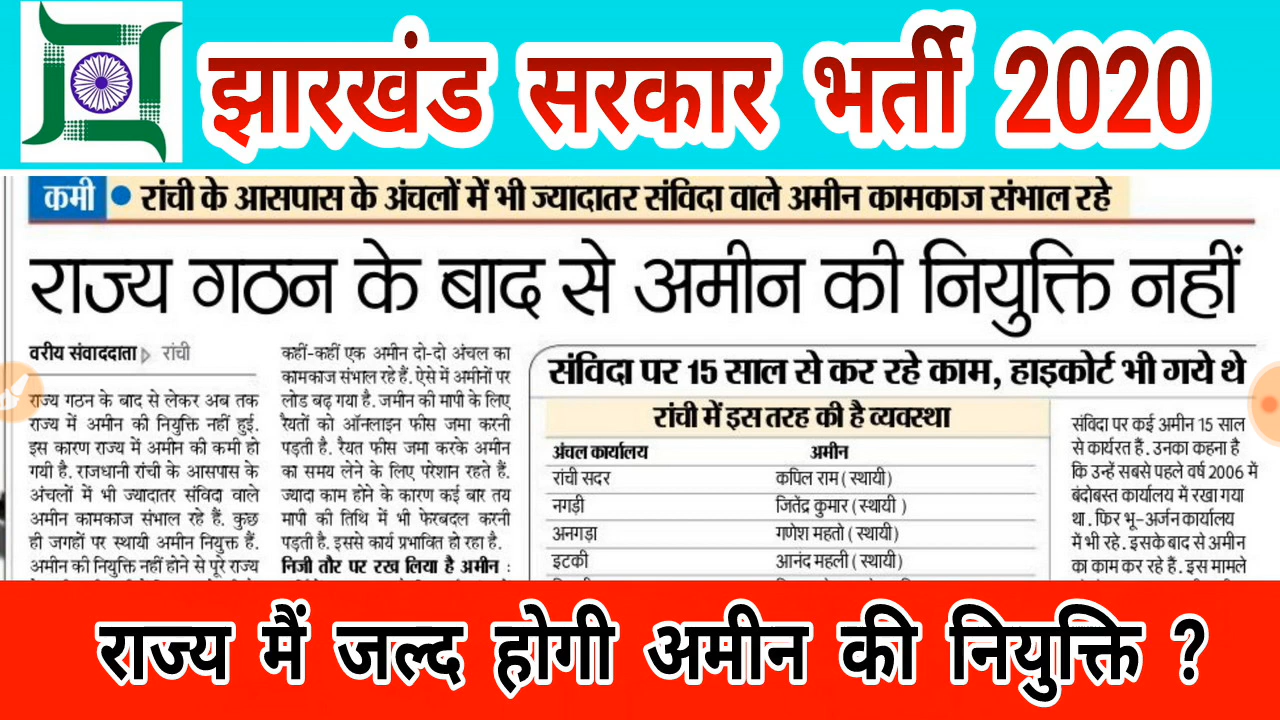 झारखंड सरकार भर्ती 2020
कमी • रांची के आसपास के अंचलों में भी ज्यादातर संविदा वाले अमीन कामकाज संभाल रहे
राज्य गठन के बाद से अमीन की नियुक्ति नहीं
वरीय संवाददाता ▷ रांची
राज्य गठन के बाद से लेकर अब तक
राज्य में अमीन की नियुक्ति नहीं हुई.
इस कारण राज्य में अमीन की कमी हो
गयी है. राजधानी रांची के आसपास के
अंचलों में भी ज्यादातर संविदा वाले
अमीन कामकाज संभाल रहे हैं. कुछ
ही जगहों पर स्थायी अमीन नियुक्त हैं.
अमीन की नियुक्ति नहीं होने से पूरे राज्य
कहीं-कहीं एक अमीन दो-दो अंचल का
कामकाज संभाल रहे हैं. ऐसे में अमीनों पर
लोड बढ़ गया है. जमीन की मापी के लिए
रैयतों को ऑनलाइन फीस जमा करनी
पड़ती है. रैयत फीस जमा करके अमीन
का समय लेने के लिए परेशान रहते हैं.
ज्यादा काम होने के कारण कई बार तय
मापी की तिथि में भी फेरबदल करनी
पड़ती है. इससे कार्य प्रभावित हो रहा है.
निजी तौर पर रख लिया है अमीन :
संविदा पर 15 साल से कर रहे काम, हाइकोर्ट भी गये थे
रांची में इस तरह की है व्यवस्था
अंचल कार्यालय अमीन
रांची सदर कपिल राम ( स्थायी )
नगड़ी जितेंद्र कुमार ( स्थायी )
अनगड़ा गणेश महतो ( स्थायी )
इटकी आनंद महली ( स्थायी )
संविदा पर कई अमीन 15 साल
से कार्यरत हैं. उनका कहना है
कि उन्हें सबसे पहले वर्ष 2006 में
बंदोबस्त कार्यालय में रखा गया
था. फिर भू-अर्जन कार्यालय
में भी रहे. इसके बाद से अमीन
का काम कर रहे हैं. इस मामले
राज्य मैं जल्द होगी अमीन की नियुक्ति ?